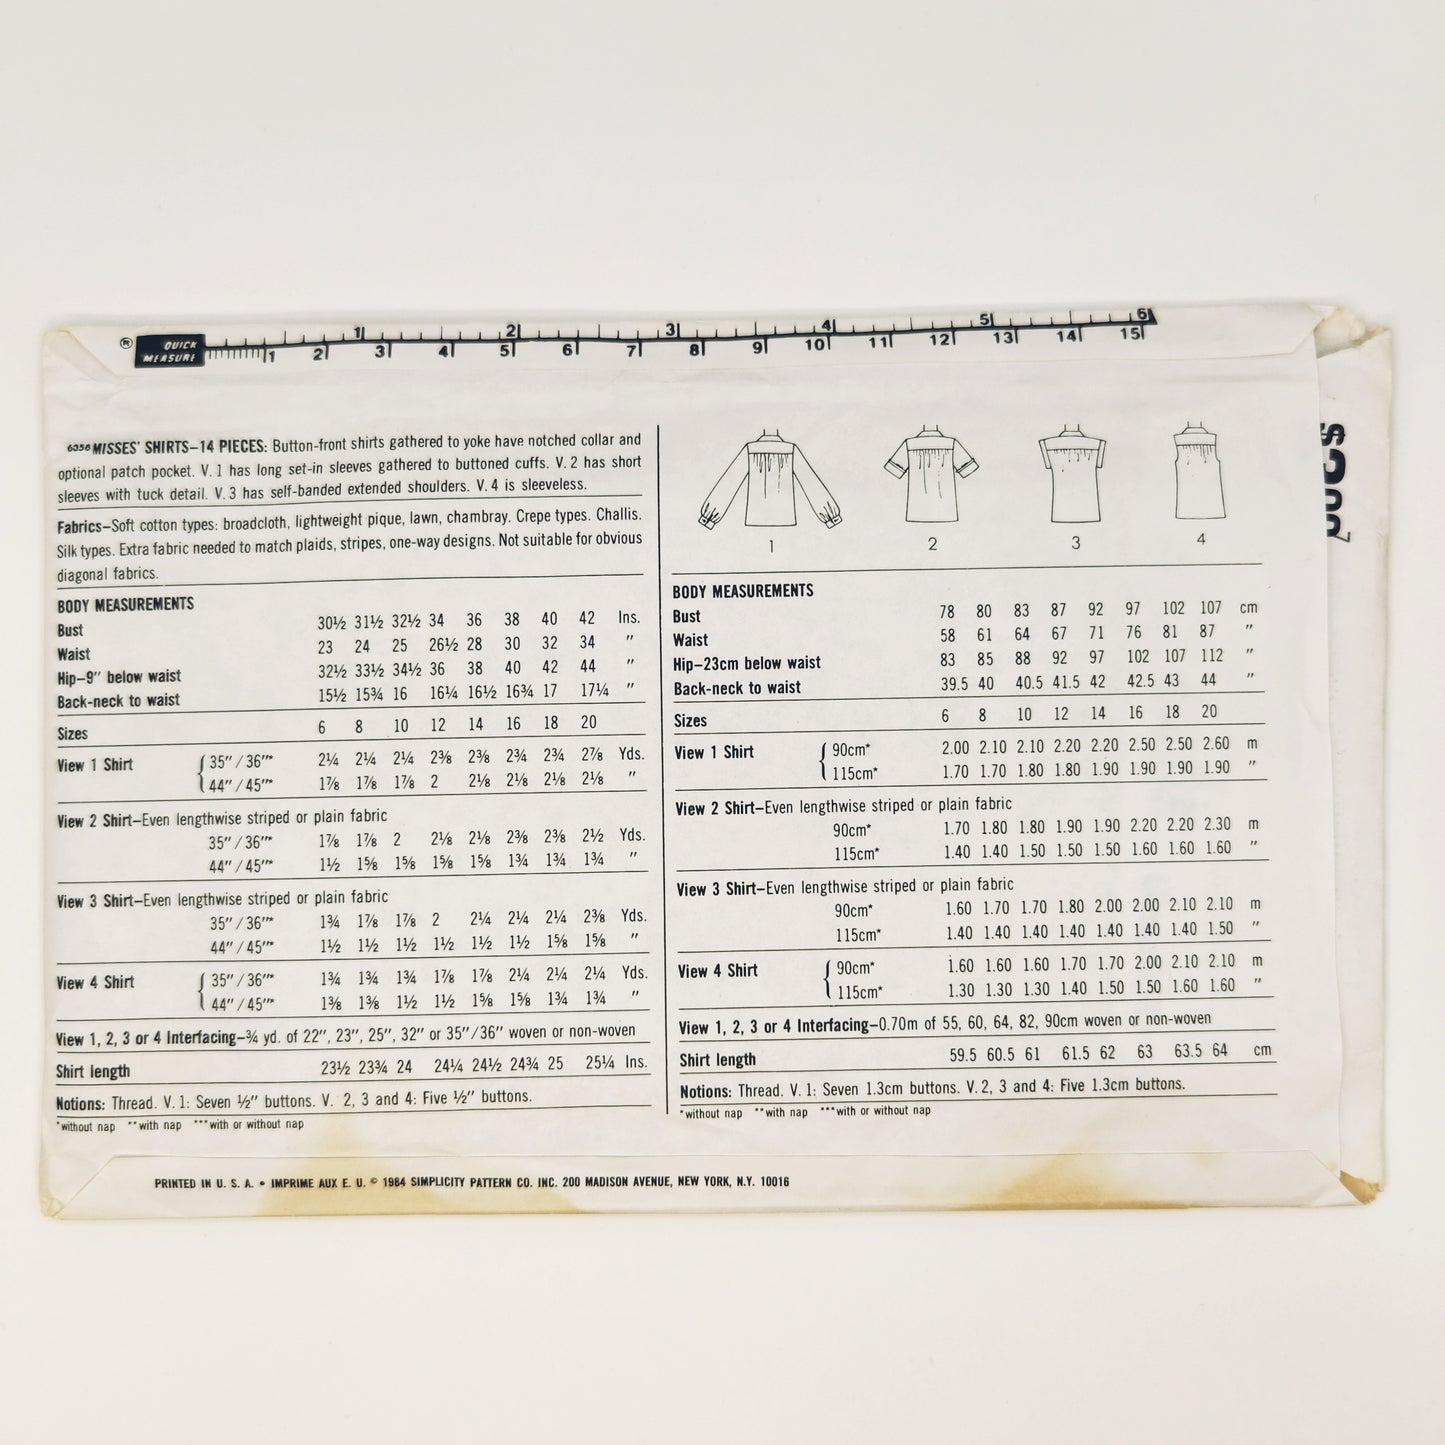 ® QUICK MEASURE
1 2 3 4 5 6
1 2 3 4 5 6 7 8 9 10 11 12 13 14 15
6356 MISSES' SHIRTS–14 PIECES: Button-front shirts gathered to yoke have notched collar and
optional patch pocket. V. 1 has long set-in sleeves gathered to buttoned cuffs. V. 2 has short
sleeves with tuck detail. V. 3 has self-banded extended shoulders. V. 4 is sleeveless.
Fabrics–Soft cotton types: broadcloth, lightweight pique, lawn, chambray. Crepe types. Challis.
Silk types. Extra fabric needed to match plaids, stripes, one-way designs. Not suitable for obvious
diagonal fabrics.
BODY MEASUREMENTS
Bust 30½ 31½ 32½ 34 36 38 40 42 Ins.
Waist 23 24 25 26½ 28 30 32 34 "
Hip–9" below waist 32½ 33½ 34½ 36 38 40 42 44 "
Back-neck to waist 15½ 15¾ 16 16¼ 16½ 16¾ 17 17¼ "
Sizes 6 8 10 12 14 16 18 20
View 1 Shirt { 35"/36"* 2¼ 2¼ 2¼ 2⅜ 2⅜ 2¾ 2¾ 2⅞ Yds.
44"/45"* 1⅞ 1⅞ 1⅞ 2 2⅛ 2⅛ 2⅛ 2⅛ "
View 2 Shirt–Even lengthwise striped or plain fabric
35"/36"* 1⅞ 1⅞ 2 2⅛ 2⅛ 2⅜ 2⅜ 2½ Yds.
44"/45"* 1½ 1⅝ 1⅝ 1⅝ 1⅝ 1¾ 1¾ 1¾ "
View 3 Shirt–Even lengthwise striped or plain fabric
35"/36"* 1¾ 1⅞ 1⅞ 2 2¼ 2¼ 2¼ 2⅜ Yds.
44"/45"* 1½ 1½ 1½ 1½ 1½ 1½ 1⅝ 1⅝ "
View 4 Shirt { 35"/36"* 1¾ 1¾ 1¾ 1⅞ 1⅞ 2¼ 2¼ 2¼ Yds.
44"/45"* 1⅜ 1⅜ 1½ 1½ 1⅝ 1⅝ 1¾ 1¾ "
View 1, 2, 3 or 4 Interfacing–¾ yd. of 22", 23", 25", 32" or 35"/36" woven or non-woven
Shirt length 23½ 23¾ 24 24¼ 24½ 24¾ 25 25¼ Ins.
Notions: Thread. V. 1: Seven ½" buttons. V. 2, 3 and 4: Five ½" buttons.
*without nap **with nap ***with or without nap
1 2 3 4
BODY MEASUREMENTS
Bust 78 80 83 87 92 97 102 107 cm
Waist 58 61 64 67 71 76 81 87 "
Hip–23cm below waist 83 85 88 92 97 102 107 112 "
Back-neck to waist 39.5 40 40.5 41.5 42 42.5 43 44 "
Sizes 6 8 10 12 14 16 18 20
View 1 Shirt { 90cm* 2.00 2.10 2.10 2.20 2.20 2.50 2.50 2.60 m
115cm* 1.70 1.70 1.80 1.80 1.90 1.90 1.90 1.90 "
View 2 Shirt–Even lengthwise striped or plain fabric
90cm* 1.70 1.80 1.80 1.90 1.90 2.20 2.20 2.30 m
115cm* 1.40 1.40 1.50 1.50 1.50 1.60 1.60 1.60 "
View 3 Shirt–Even lengthwise striped or plain fabric
90cm* 1.60 1.70 1.70 1.80 2.00 2.00 2.10 2.10 m
115cm* 1.40 1.40 1.40 1.40 1.40 1.40 1.40 1.50 "
View 4 Shirt { 90cm* 1.60 1.60 1.60 1.70 1.70 2.00 2.10 2.10 m
115cm* 1.30 1.30 1.30 1.40 1.50 1.50 1.60 1.60 "
View 1, 2, 3 or 4 Interfacing–0.70m of 55, 60, 64, 82, 90cm woven or non-woven
Shirt length 59.5 60.5 61 61.5 62 63 63.5 64 cm
Notions: Thread. V. 1: Seven 1.3cm buttons. V. 2, 3 and 4: Five 1.3cm buttons.
*without nap **with nap ***with or without nap
PRINTED IN U. S. A. • IMPRIME AUX E. U. © 1984 SIMPLICITY PATTERN CO. INC. 200 MADISON AVENUE, NEW YORK, N.Y. 10016